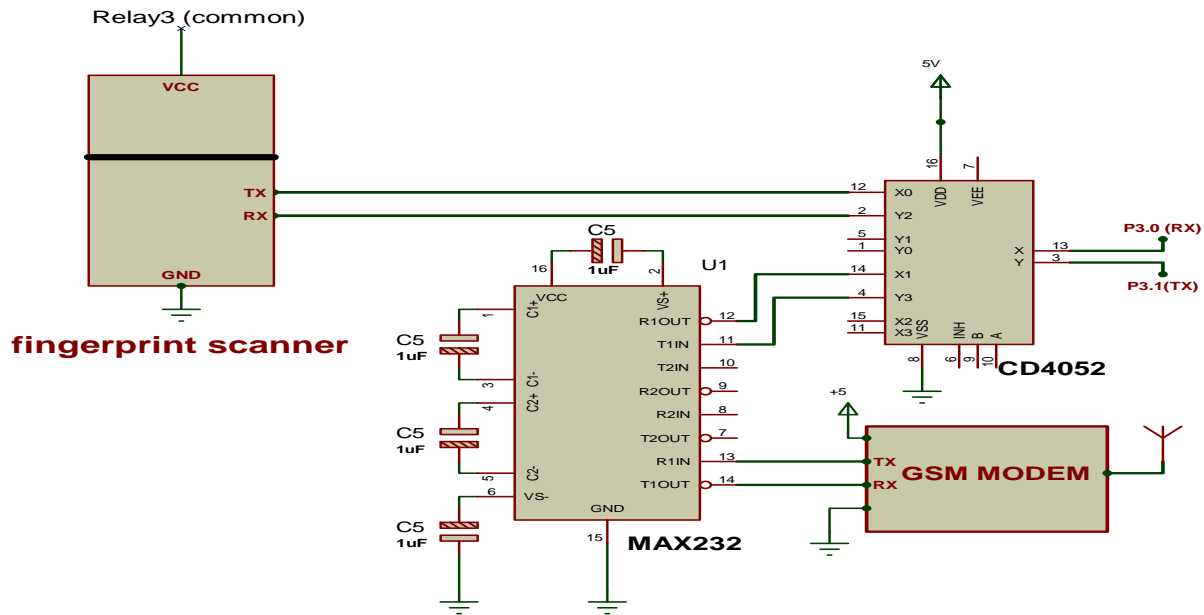 Relay3 (common)
VCC
TX
RX
GND
fingerprint scanner
C5
1uF
16
2
U1
VCC
VS+
1
C1+
C5
1uF
3
C1-
4
C2+
C5
1uF
5
C2-
6
VS-
C5
1uF
GND
15
MAX232
R1OUT
12
T1IN
11
T2IN
10
R2OUT
9
R2IN
8
T2OUT
7
R1IN
13
T1OUT
14
5V
16
7
VDD
VEE
12
X0
2
Y2
5
Y1
1
Y0
14
X1
4
Y3
15
X2
11
X3
X
13
Y
3
P3.0 (RX)
P3.1(TX)
VSS
INH
B
A
8
6
9
10
CD4052
+5
TX
RX
GSM MODEM